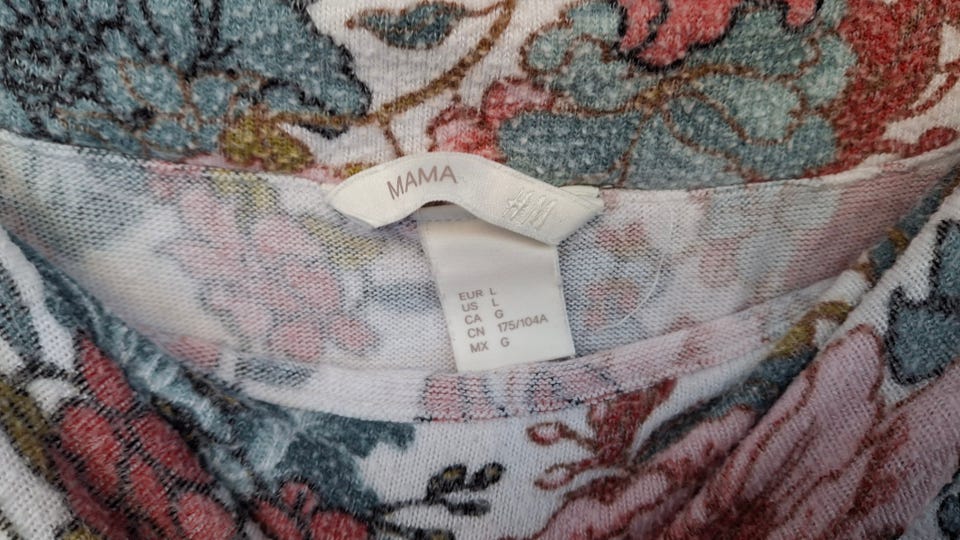 MAMA
H&M
EUR L
US L
CA G
CN 175/104A
MX G